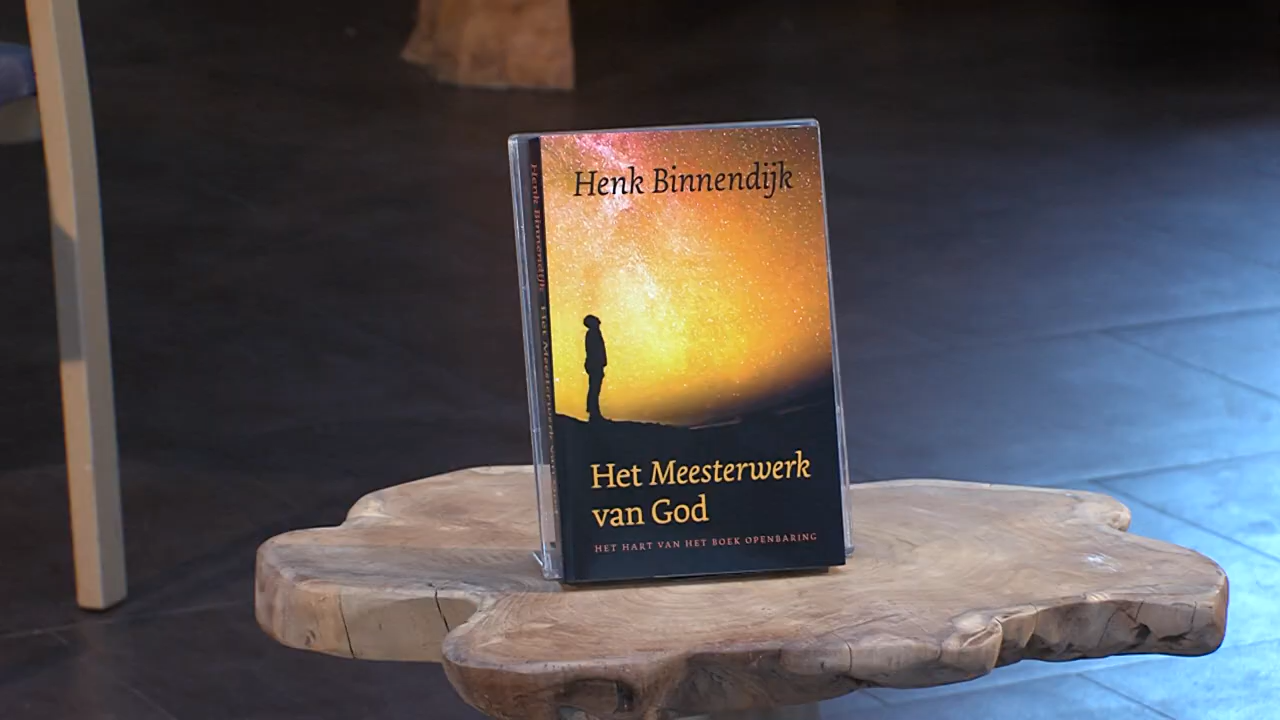 Henk Binnendijk
Het Meesterwerk
van God
HET HART VAN HET BOEK OPENBARING
Henk Binnendijk Het Meesterwerk van God